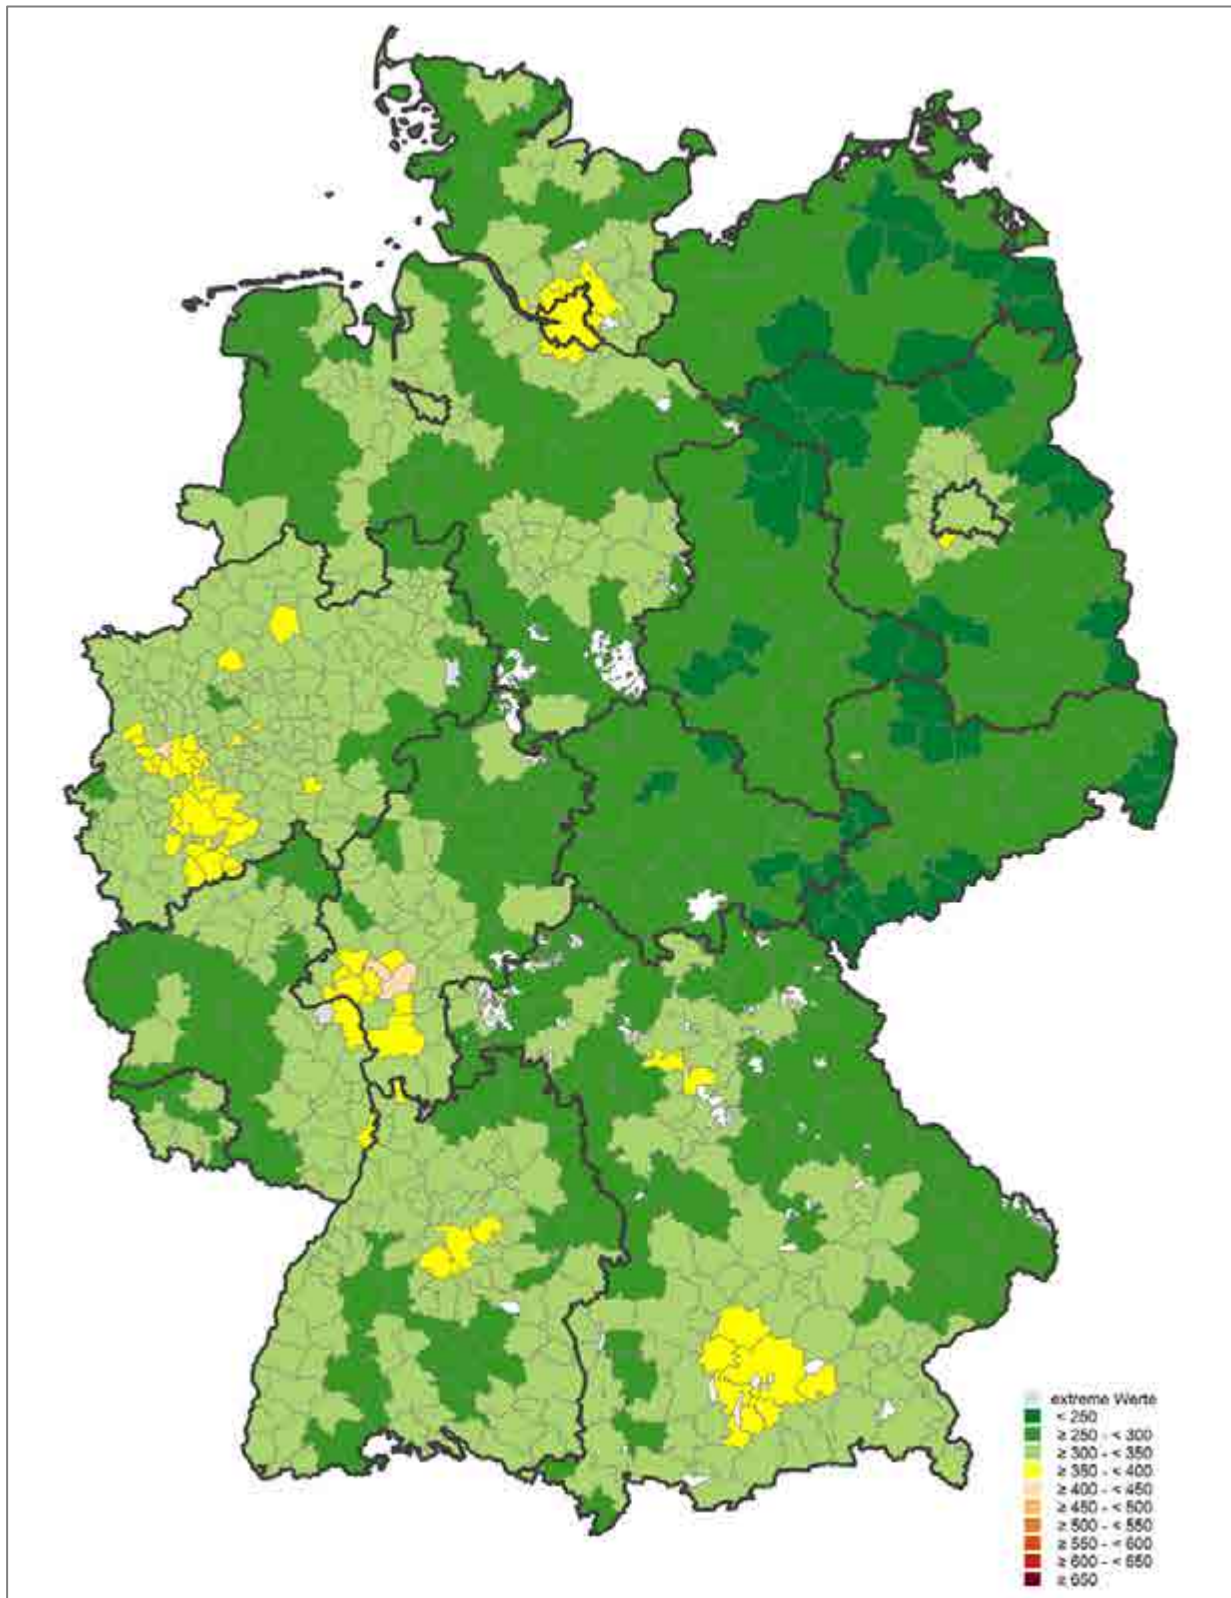 extreme Werte
< 250
≥ 250 - < 300
≥ 300 - < 350
≥ 350 - < 400
≥ 400 - < 450
≥ 450 - < 500
≥ 500 - < 550
≥ 550 - < 600
≥ 600 - < 650
≥ 650